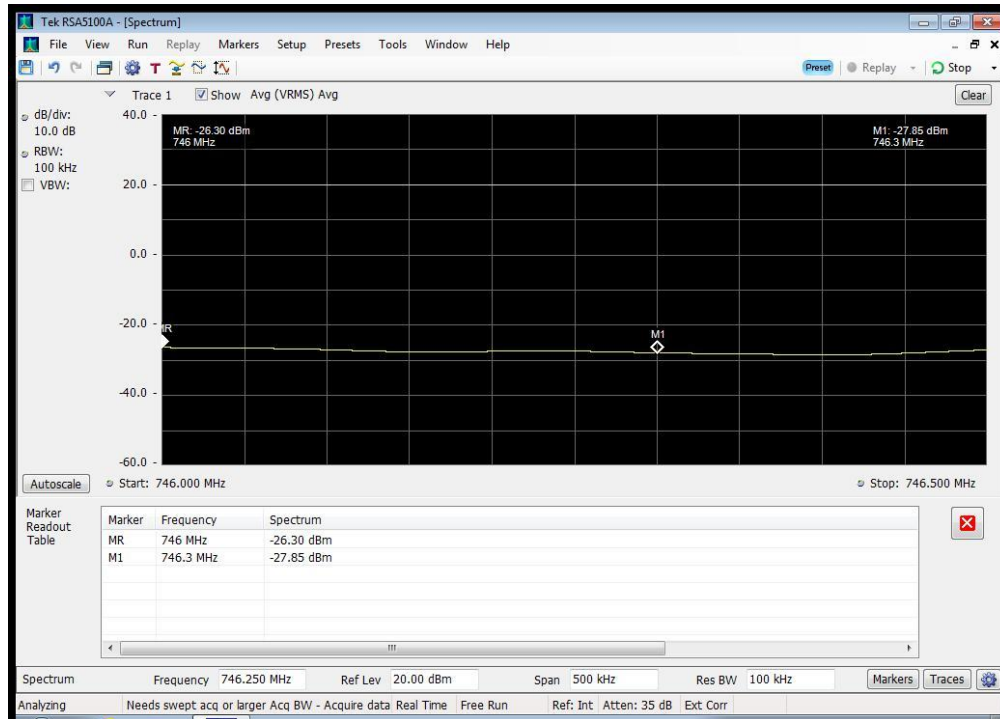 Tek RSA5100A - [Spectrum]
File View Run Replay Markers Setup Presets Tools Window Help
T Preset Replay Stop
Trace 1 Show Avg (VRMS) Avg Clear
dB/div:
10.0 dB
RBW:
100 kHz
VBW:
40.0
20.0
0.0
-20.0
-40.0
-60.0
MR: -26.30 dBm
746 MHz
M1: -27.85 dBm
746.3 MHz
MR
M1
Autoscale Start: 746.000 MHz Stop: 746.500 MHz
Marker
Readout
Table
Marker Frequency Spectrum
MR 746 MHz -26.30 dBm
M1 746.3 MHz -27.85 dBm
Spectrum Frequency 746.250 MHz Ref Lev 20.00 dBm Span 500 kHz Res BW 100 kHz Markers Traces
Analyzing Needs swept acq or larger Acq BW - Acquire data Real Time Free Run Ref: Int Atten: 35 dB Ext Corr